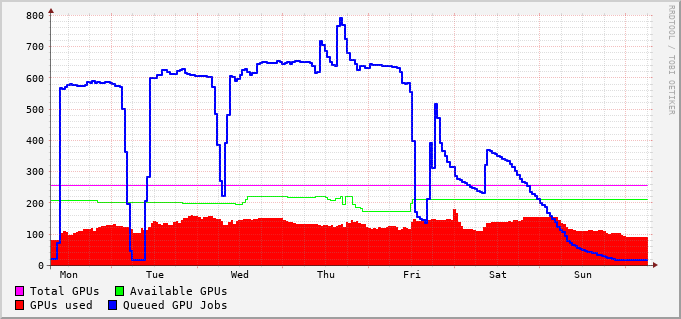 800
700
600
500
400
300
200
100
0
Mon Tue Wed Thu Fri Sat Sun
Total GPUs Available GPUs
GPUs used Queued GPU Jobs
RRDTOOL / TOBI OETIKER